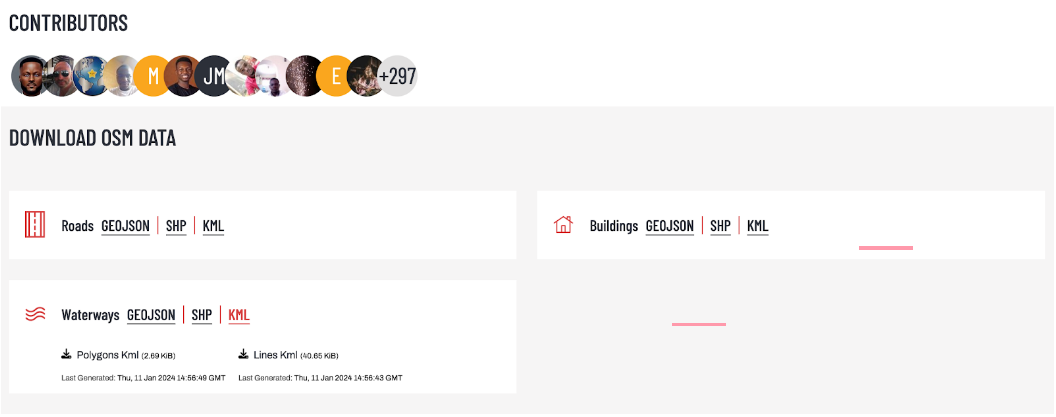 CONTRIBUTORS
M JM E +297
DOWNLOAD OSM DATA
Roads GEOJSON | SHP | KML
Buildings GEOJSON | SHP | KML
Waterways GEOJSON | SHP | KML
Polygons Kml (2.69 KiB) Lines Kml (40.65 KiB)
Last Generated: Thu, 11 Jan 2024 14:56:49 GMT Last Generated: Thu, 11 Jan 2024 14:56:43 GMT